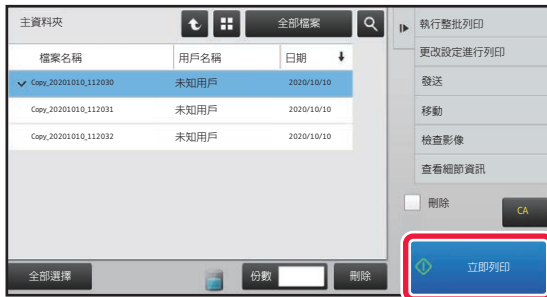 主資料夾
全部檔案
檔案名稱 用戶名稱 日期
Copy_20201010_112030 未知用戶 2020/10/10
Copy_20201010_112031 未知用戶 2020/10/10
Copy_20201010_112032 未知用戶 2020/10/10
全部選擇 份數 刪除
執行整批列印
更改設定進行列印
發送
移動
檢查影像
查看細節資訊
刪除
CA
立即列印